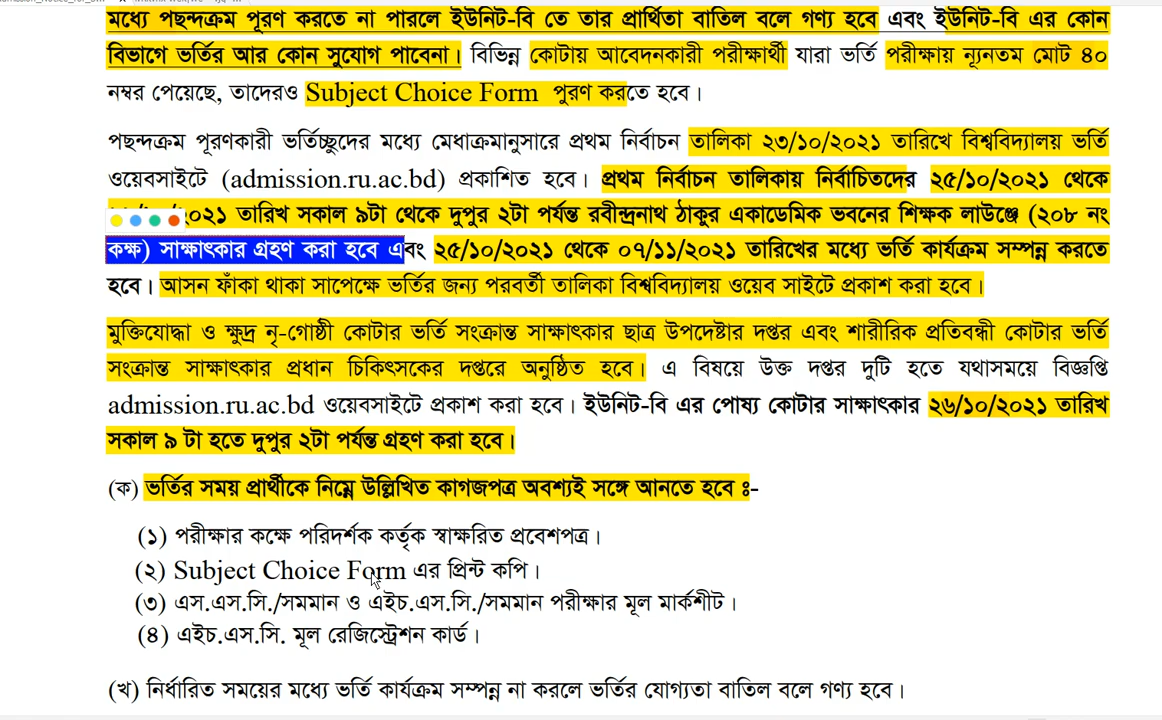 মধ্যে পছন্দক্রম পূরণ করতে না পারলে ইউনিট-বি তে তার প্রার্থিতা বাতিল বলে গণ্য হবে এবং ইউনিট-বি এর কোন
বিভাগে ভর্তির আর কোন সুযোগ পাবেনা। বিভিন্ন কোটায় আবেদনকারী পরীক্ষার্থী যারা ভর্তি পরীক্ষায় ন্যূনতম মোট ৪০
নম্বর পেয়েছে, তাদেরও Subject Choice Form পুরণ করতে হবে।
পছন্দক্রম পূরণকারী ভর্তিচ্ছুদের মধ্যে মেধাক্রমানুসারে প্রথম নির্বাচন তালিকা ২৩/১০/২০২১ তারিখে বিশ্ববিদ্যালয় ভর্তি
ওয়েবসাইটে (admission.ru.ac.bd) প্রকাশিত হবে। প্রথম নির্বাচন তালিকায় নির্বাচিতদের ২৫/১০/২০২১ থেকে
২০২১ তারিখ সকাল ৯টা থেকে দুপুর ২টা পর্যন্ত রবীন্দ্রনাথ ঠাকুর একাডেমিক ভবনের শিক্ষক লাউঞ্জে (২০৮ নং
কক্ষ) সাক্ষাৎকার গ্রহণ করা হবে এবং ২৫/১০/২০২১ থেকে ০৭/১১/২০২১ তারিখের মধ্যে ভর্তি কার্যক্রম সম্পন্ন করতে
হবে। আসন ফাঁকা থাকা সাপেক্ষে ভর্তির জন্য পরবর্তী তালিকা বিশ্ববিদ্যালয় ওয়েব সাইটে প্রকাশ করা হবে।
মুক্তিযোদ্ধা ও ক্ষুদ্র নৃ-গোষ্ঠী কোটার ভর্তি সংক্রান্ত সাক্ষাৎকার ছাত্র উপদেষ্টার দপ্তর এবং শারীরিক প্রতিবন্ধী কোটার ভর্তি
সংক্রান্ত সাক্ষাৎকার প্রধান চিকিৎসকের দপ্তরে অনুষ্ঠিত হবে। এ বিষয়ে উক্ত দপ্তর দুটি হতে যথাসময়ে বিজ্ঞপ্তি
admission.ru.ac.bd ওয়েবসাইটে প্রকাশ করা হবে। ইউনিট-বি এর পোষ্য কোটার সাক্ষাৎকার ২৬/১০/২০২১ তারিখ
সকাল ৯ টা হতে দুপুর ২টা পর্যন্ত গ্রহণ করা হবে।
(ক) ভর্তির সময় প্রার্থীকে নিম্নে উল্লিখিত কাগজপত্র অবশ্যই সঙ্গে আনতে হবে ঃ-
(১) পরীক্ষার কক্ষে পরিদর্শক কর্তৃক স্বাক্ষরিত প্রবেশপত্র।
(২) Subject Choice Form এর প্রিন্ট কপি।
(৩) এস.এস.সি./সমমান ও এইচ.এস.সি./সমমান পরীক্ষার মূল মার্কশীট।
(৪) এইচ.এস.সি. মূল রেজিস্ট্রেশন কার্ড।
(খ) নির্ধারিত সময়ের মধ্যে ভর্তি কার্যক্রম সম্পন্ন না করলে ভর্তির যোগ্যতা বাতিল বলে গণ্য হবে।